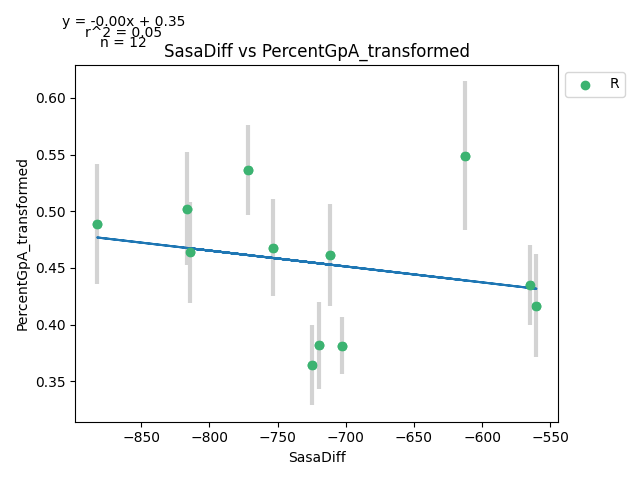 y = -0.00x + 0.35
r^2 = 0.05
n = 12
SasaDiff vs PercentGpA_transformed
R
PercentGpA_transformed
0.60
0.55
0.50
0.45
0.40
0.35
−850 −800 −750 −700 −650 −600 −550
SasaDiff